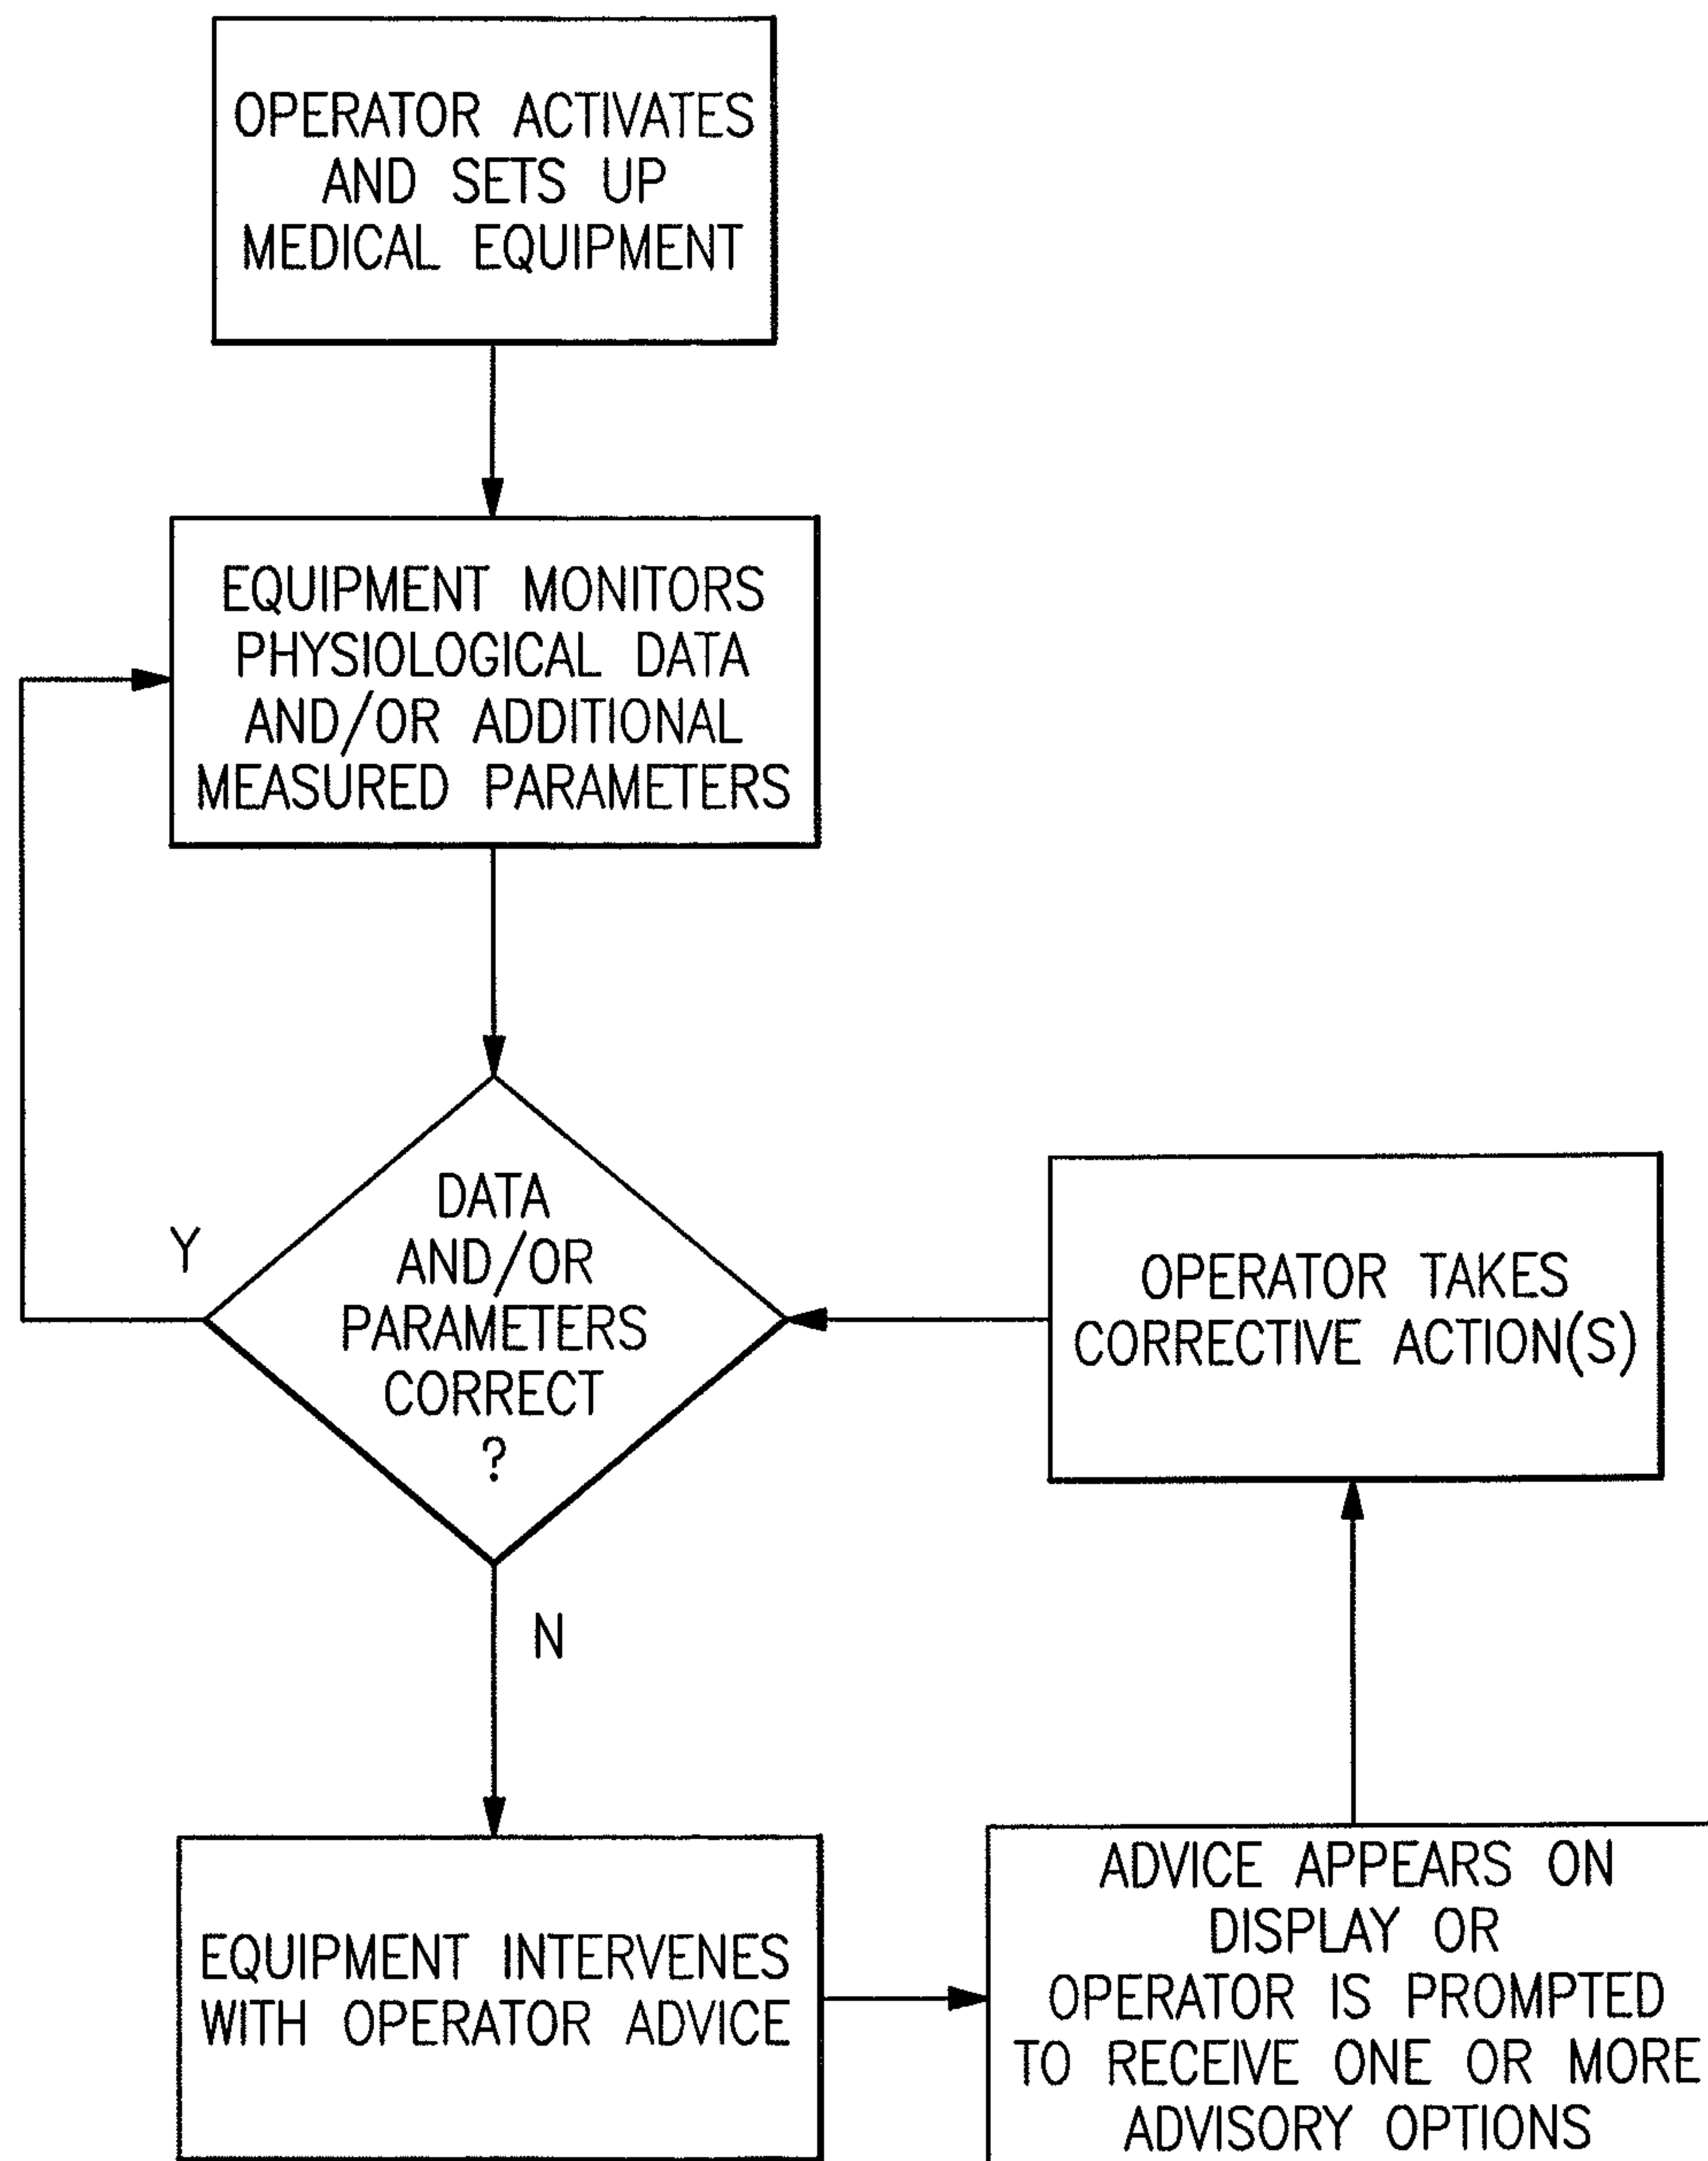 OPERATOR ACTIVATES
AND SETS UP
MEDICAL EQUIPMENT
EQUIPMENT MONITORS
PHYSIOLOGICAL DATA
AND/OR ADDITIONAL
MEASURED PARAMETERS
DATA
AND/OR
PARAMETERS
CORRECT
?
Y
N
OPERATOR TAKES
CORRECTIVE ACTION(S)
EQUIPMENT INTERVENES
WITH OPERATOR ADVICE
ADVICE APPEARS ON
DISPLAY OR
OPERATOR IS PROMPTED
TO RECEIVE ONE OR MORE
ADVISORY OPTIONS